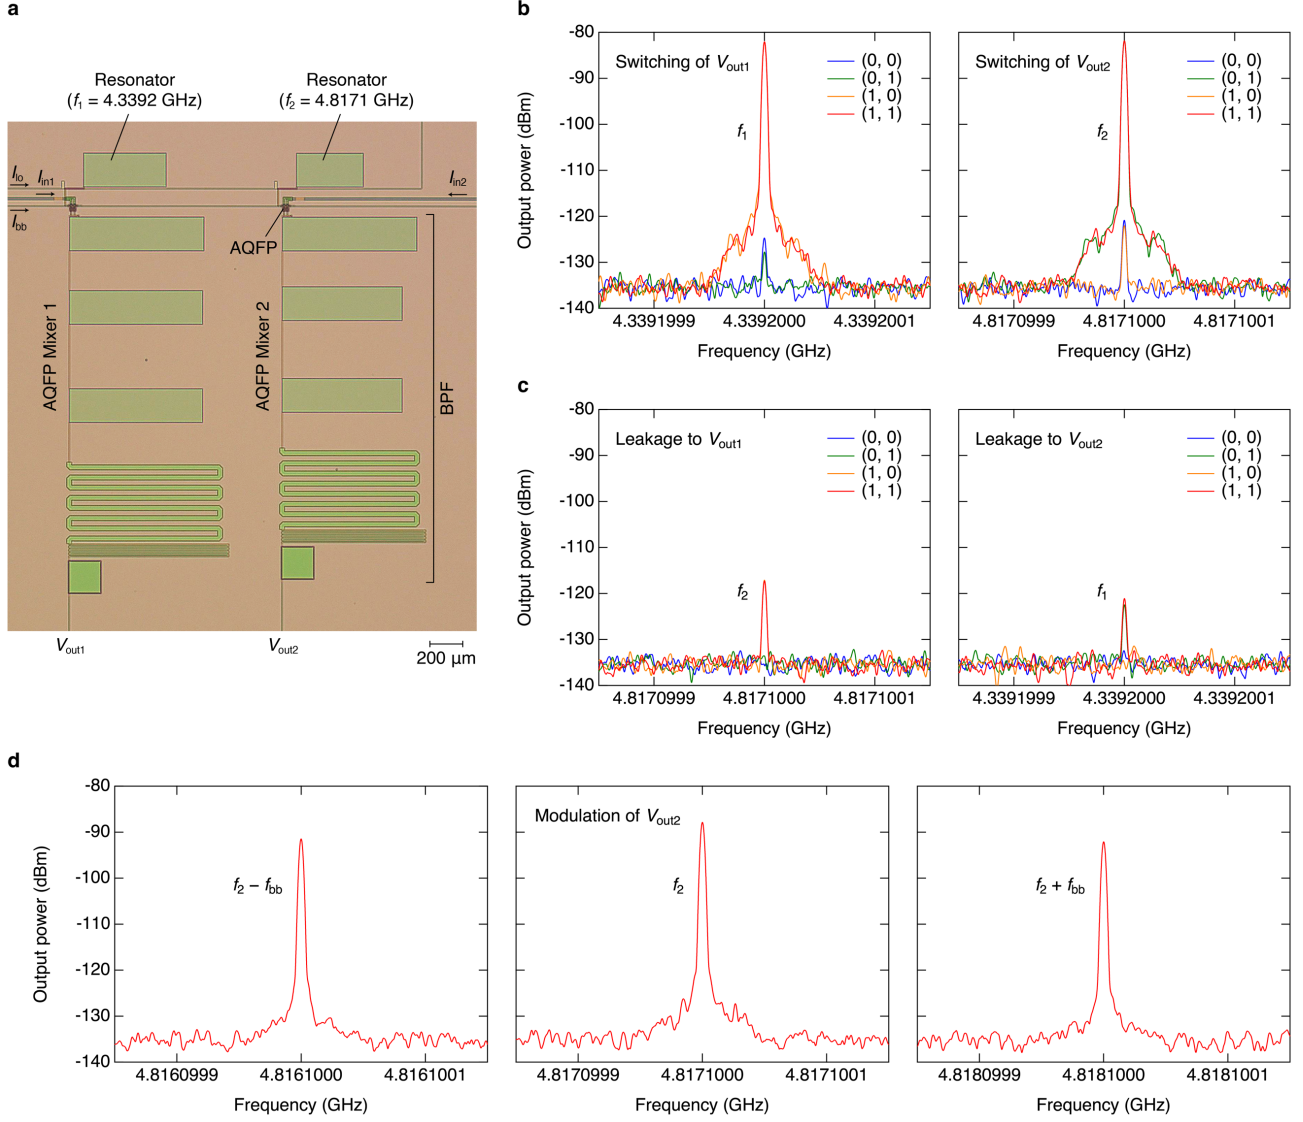 a
Resonator
(f1 = 4.3392 GHz)
Resonator
(f2 = 4.8171 GHz)
Ilo
Iin1
Iin2
Ibb
AQFP
AQFP Mixer 1
AQFP Mixer 2
BPF
Vout1
Vout2
200 µm
b
Output power (dBm)
-80
-90
-100
-110
-120
-130
-140
Switching of Vout1
(0, 0)
(0, 1)
(1, 0)
(1, 1)
f1
4.33919999
4.3392000
4.33920001
Frequency (GHz)
Switching of Vout2
(0, 0)
(0, 1)
(1, 0)
(1, 1)
f2
4.8170999
4.8171000
4.8171001
Frequency (GHz)
c
Output power (dBm)
-80
-90
-100
-110
-120
-130
-140
Leakage to Vout1
(0, 0)
(0, 1)
(1, 0)
(1, 1)
f2
4.8170999
4.8171000
4.8171001
Frequency (GHz)
Leakage to Vout2
(0, 0)
(0, 1)
(1, 0)
(1, 1)
f1
4.33919999
4.3392000
4.33920001
Frequency (GHz)
d
Output power (dBm)
-80
-90
-100
-110
-120
-130
-140
f2 − fbb
4.8160999
4.8161000
4.8161001
Frequency (GHz)
Modulation of Vout2
f2
4.8170999
4.8171000
4.8171001
Frequency (GHz)
f2 + fbb
4.8180999
4.8181000
4.8181001
Frequency (GHz)